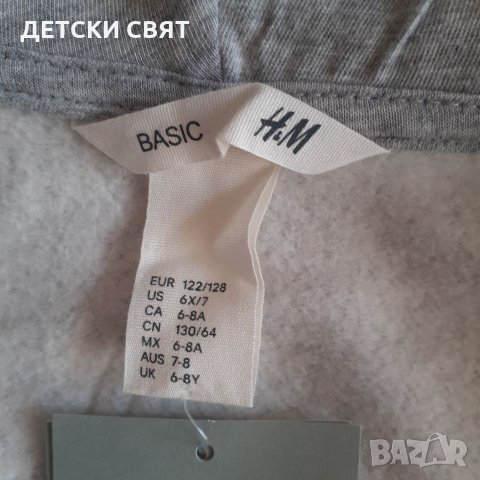 ДЕТСКИ СВЯТ
BASIC
H&M
EUR 122/128
US 6X/7
CA 6-8A
CN 130/64
MX 6-8A
AUS 7-8
UK 6-8Y
BAZAR